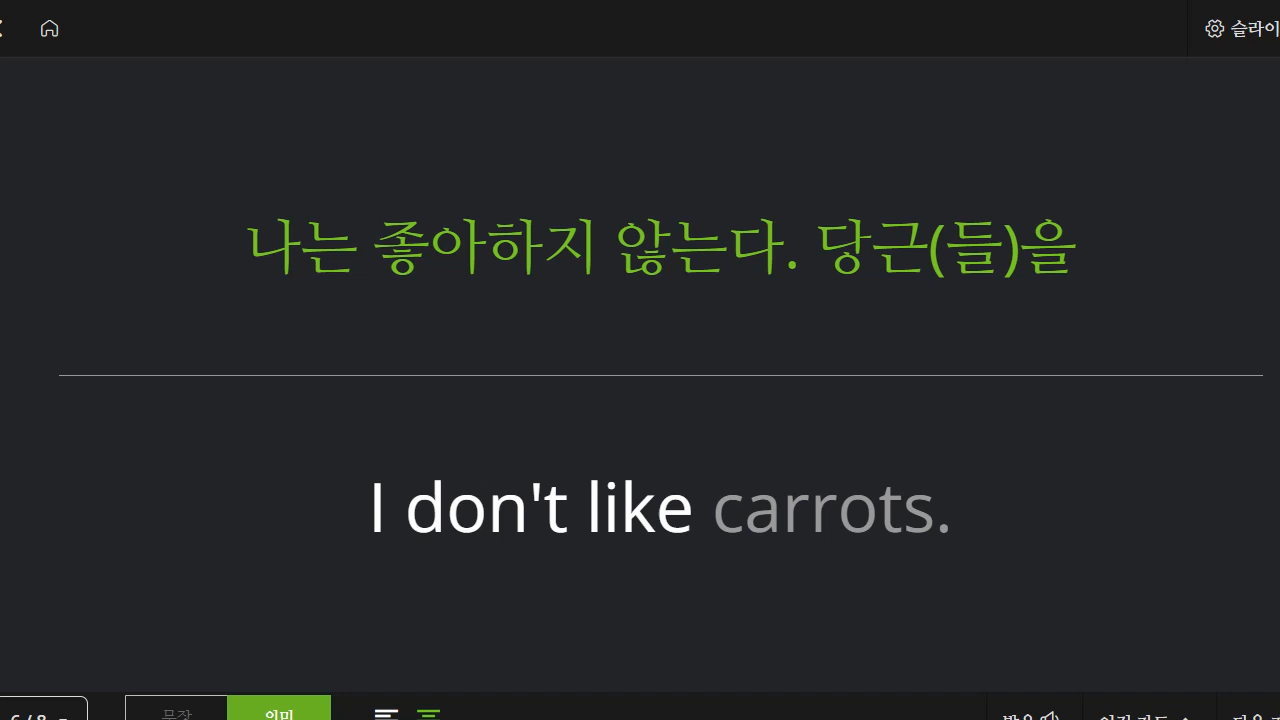 슬라이
나는 좋아하지 않는다. 당근(들)을
I don't like carrots.
의미